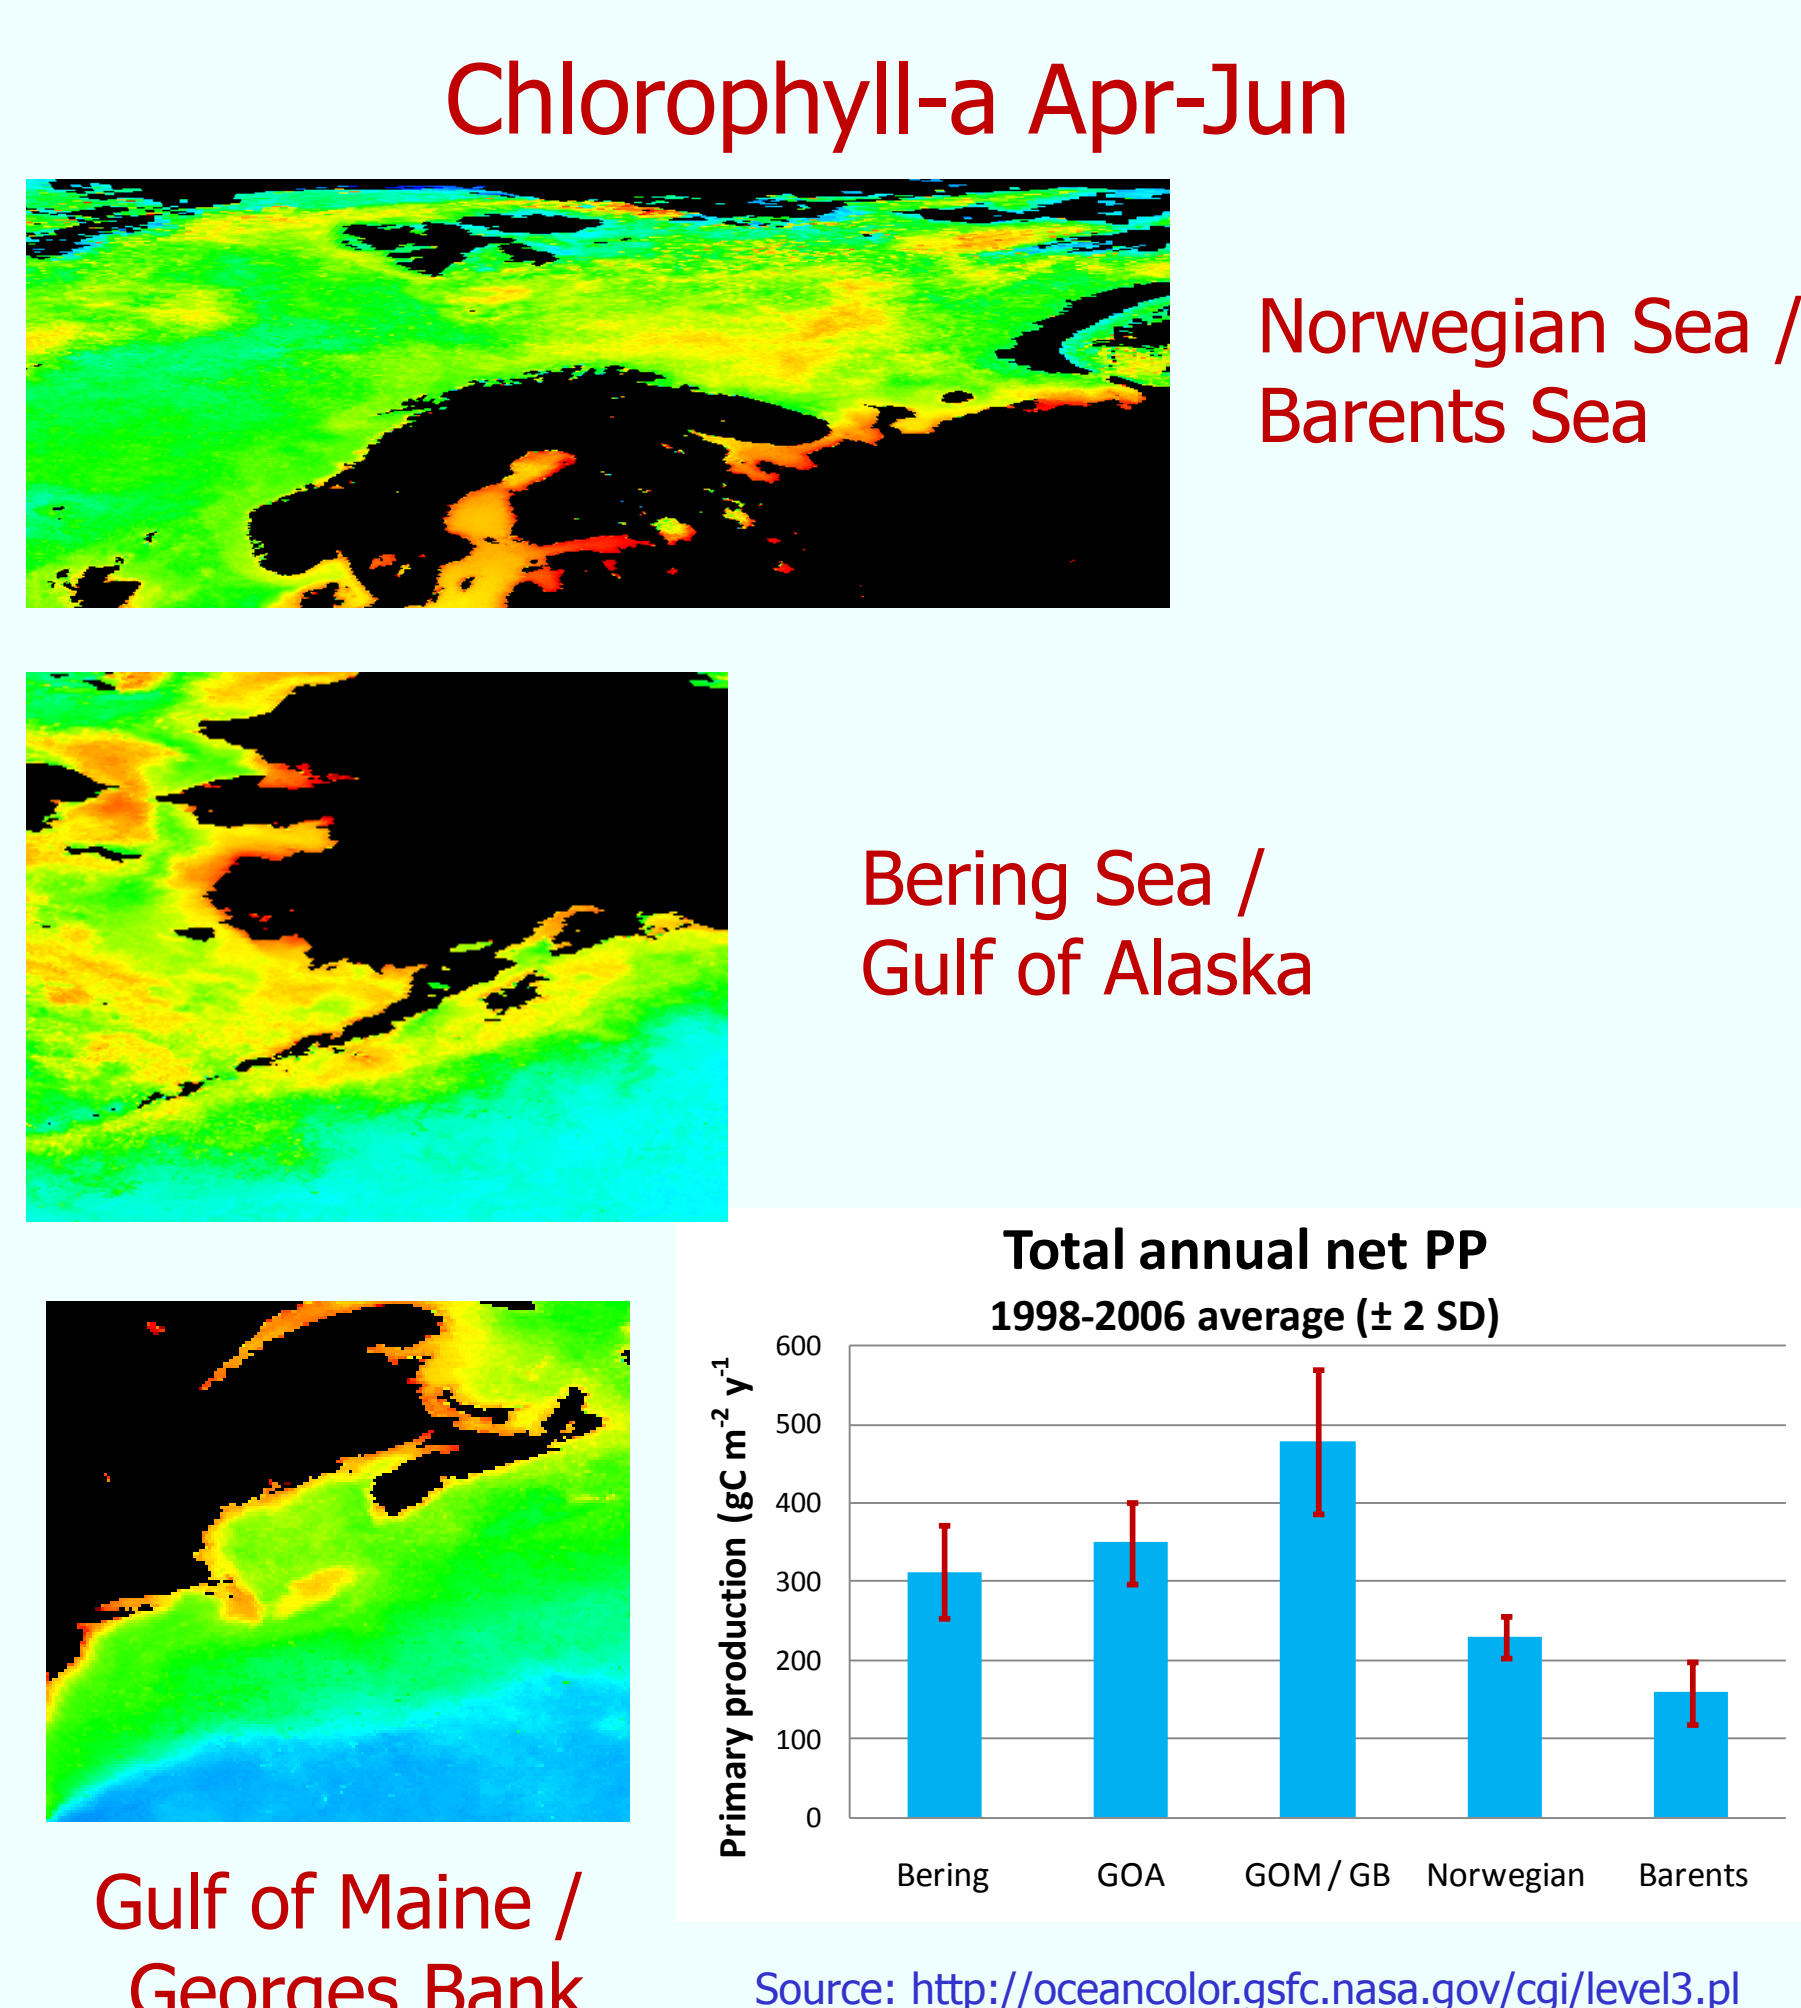 Chlorophyll-a Apr-Jun
Norwegian Sea /
Barents Sea
Bering Sea /
Gulf of Alaska
Total annual net PP
1998-2006 average (± 2 SD)
Primary production (gC m⁻² y⁻¹
600
500
400
300
200
100
0
Bering GOA GOM / GB Norwegian Barents
Gulf of Maine /
Georges Bank
Source: http://oceancolor.gsfc.nasa.gov/cgi/level3.pl